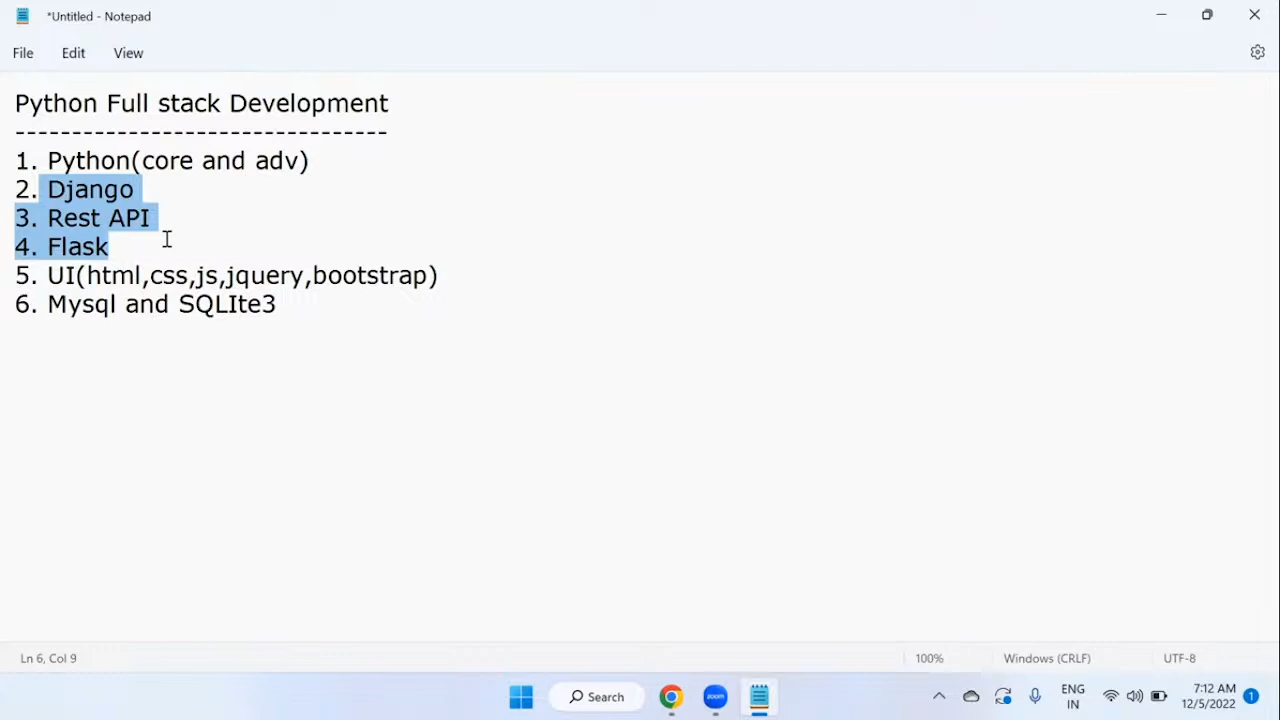 *Untitled - Notepad
File Edit View
Python Full stack Development
---------------------------------
1. Python(core and adv)
2. Django
3. Rest API
4. Flask
5. UI(html,css,js,jquery,bootstrap)
6. Mysql and SQLIte3
Ln 6, Col 9 100% Windows (CRLF) UTF-8
Search zoom ENG 7:12 AM 1
IN 12/5/2022